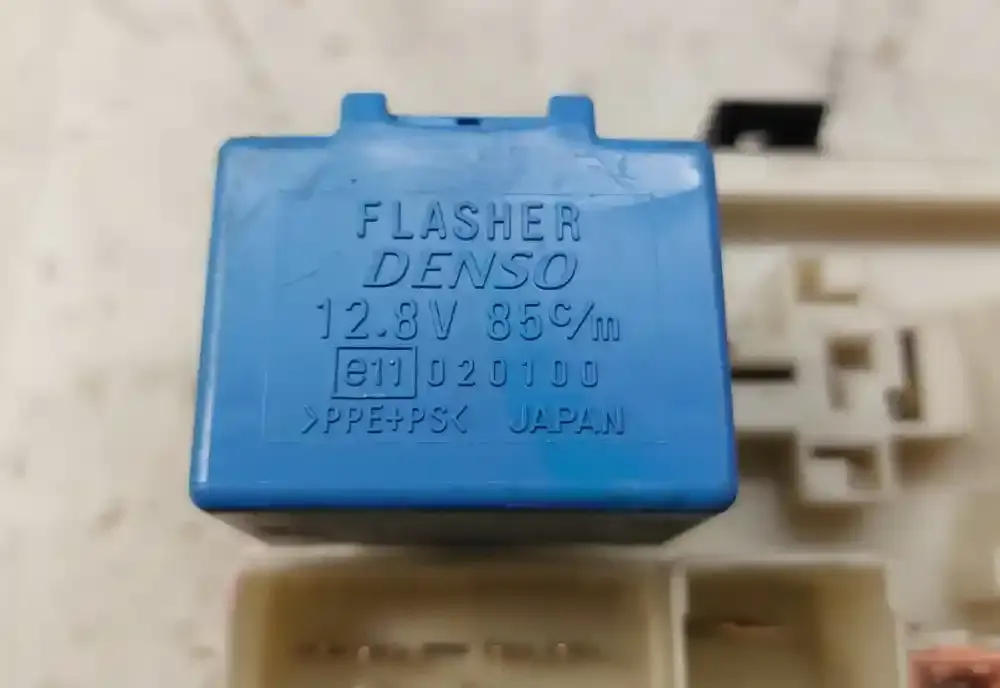 FLASHER
DENSO
12.8V 85c/m
e11 020100
>PPE+PS< JAPAN